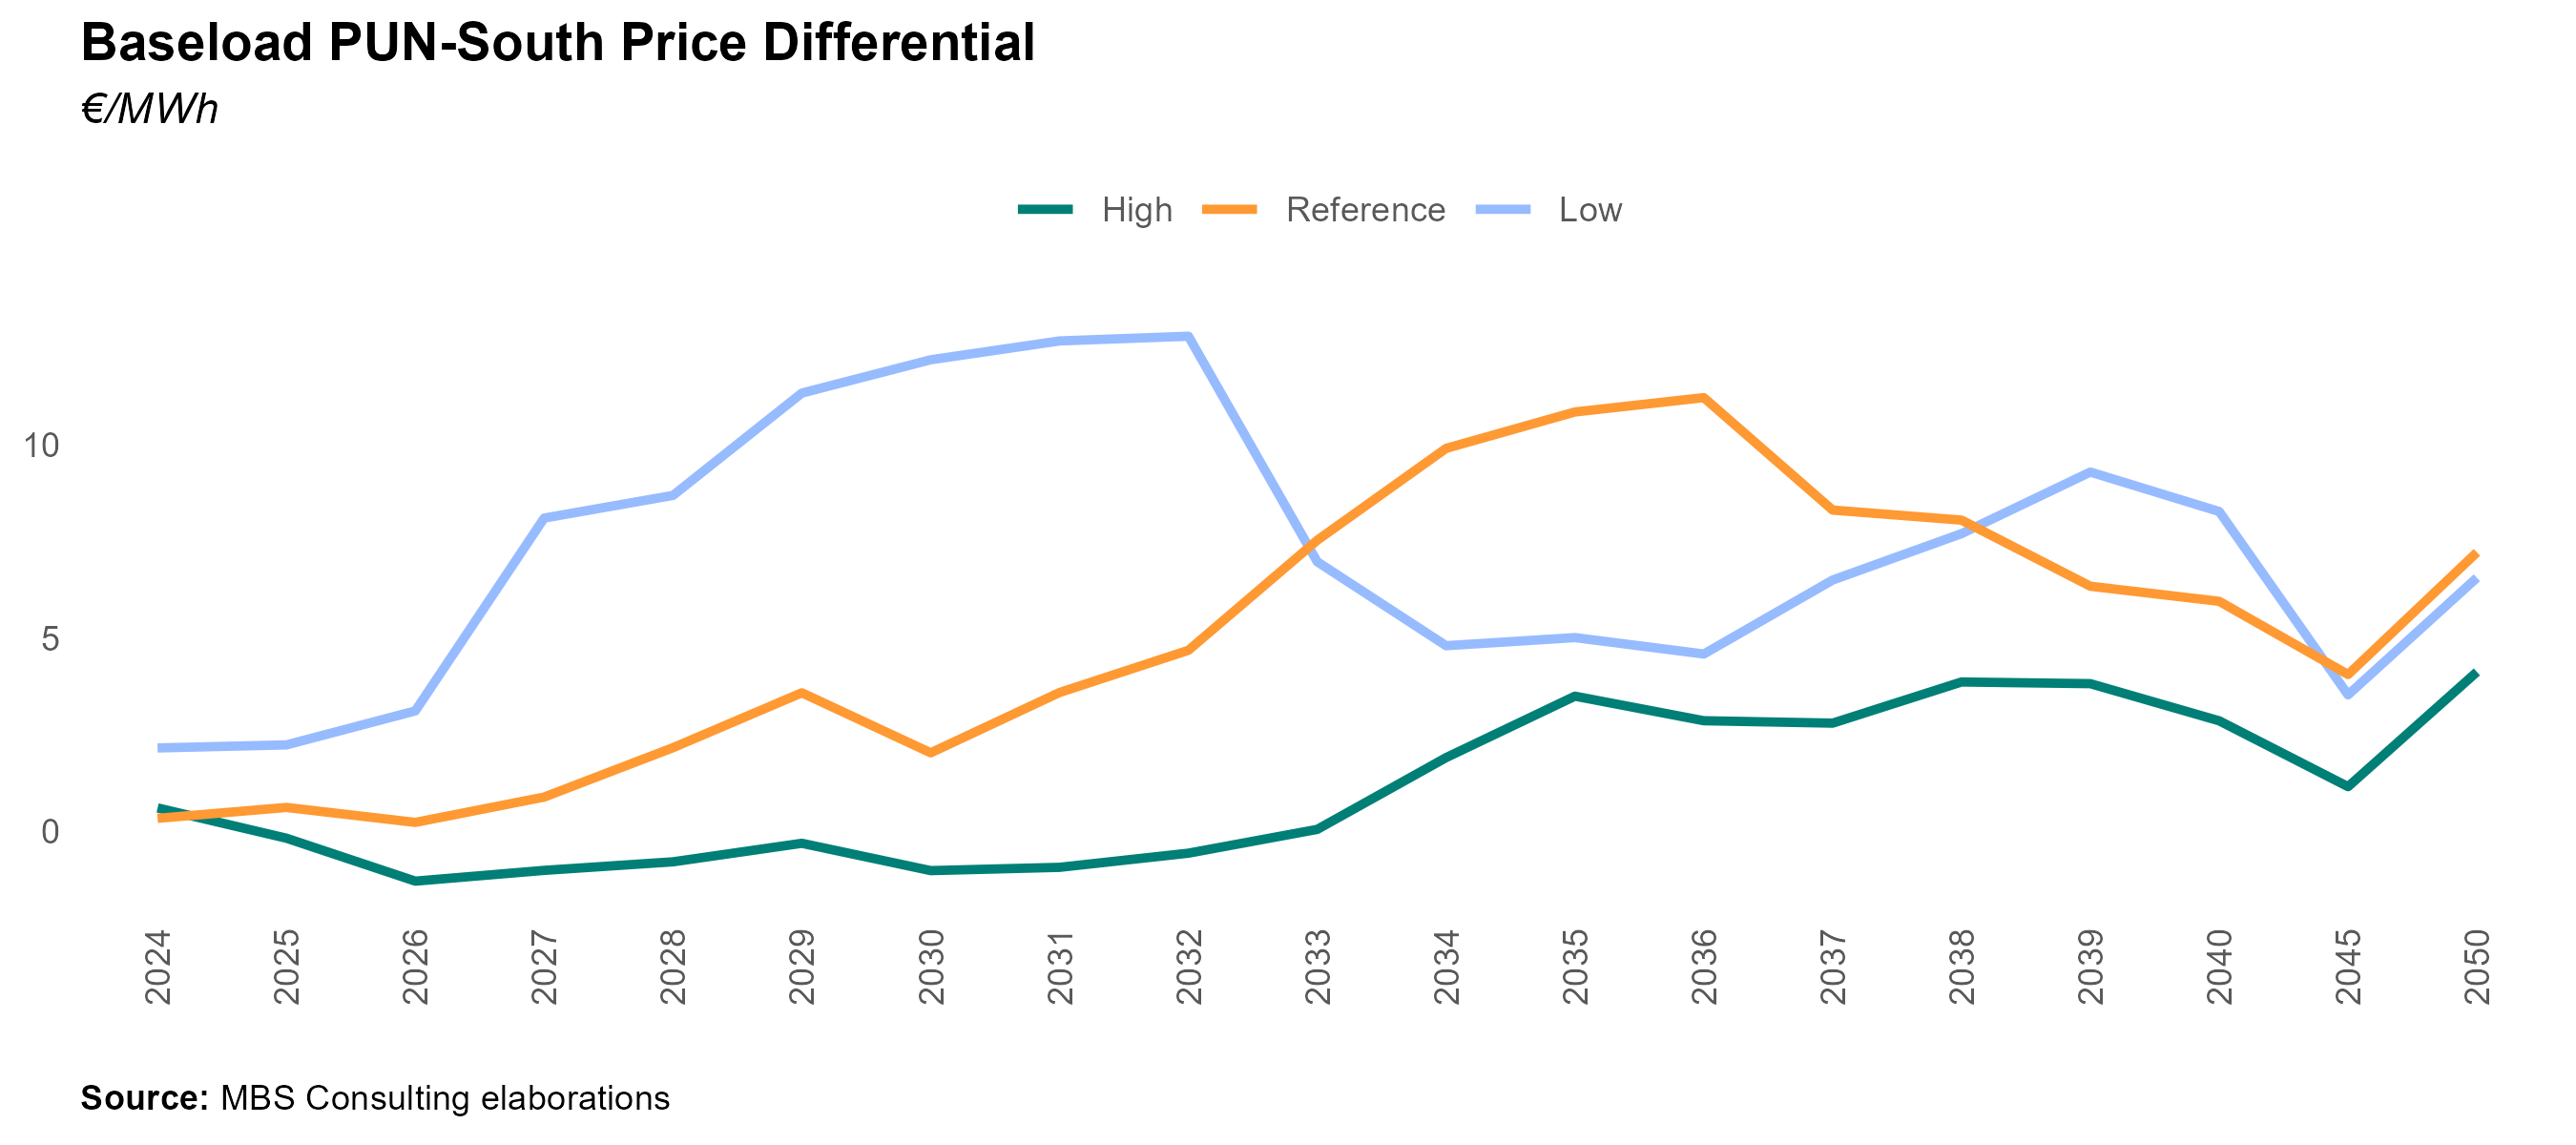 Baseload PUN-South Price Differential
€/MWh
High Reference Low
10
5
0
2024 2025 2026 2027 2028 2029 2030 2031 2032 2033 2034 2035 2036 2037 2038 2039 2040 2045 2050
Source: MBS Consulting elaborations